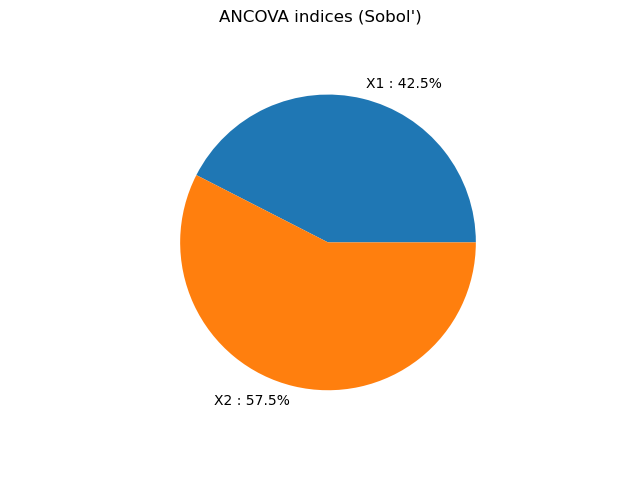 ANCOVA indices (Sobol')
X1 : 42.5%
X2 : 57.5%